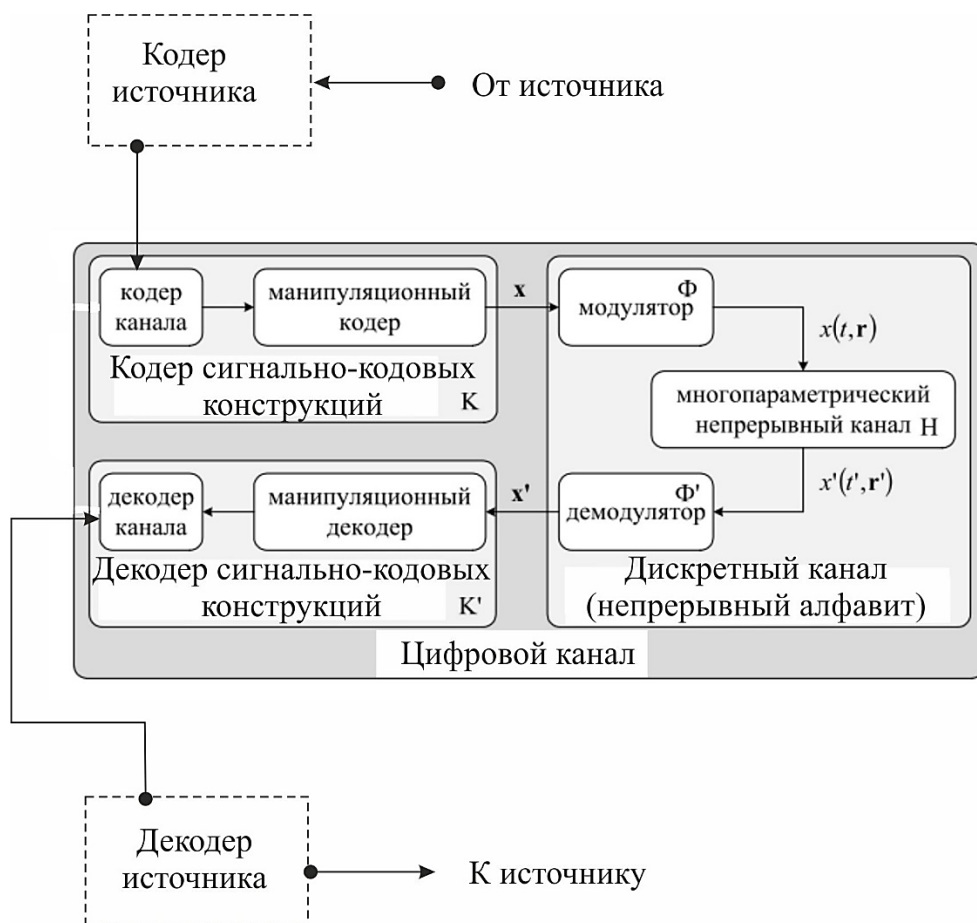 Кодер
источника
От источника
кодер
канала
манипуляционный
кодер
x
Φ
модулятор
x(t,r)
Кодер сигнально-кодовых
конструкций
К
многопараметрический
непрерывный канал Н
x'(t',r')
декодер
канала
манипуляционный
декодер
x'
Φ'
демодулятор
Декодер сигнально-кодовых
конструкций
К'
Дискретный канал
(непрерывный алфавит)
Цифровой канал
Декодер
источника
К источнику